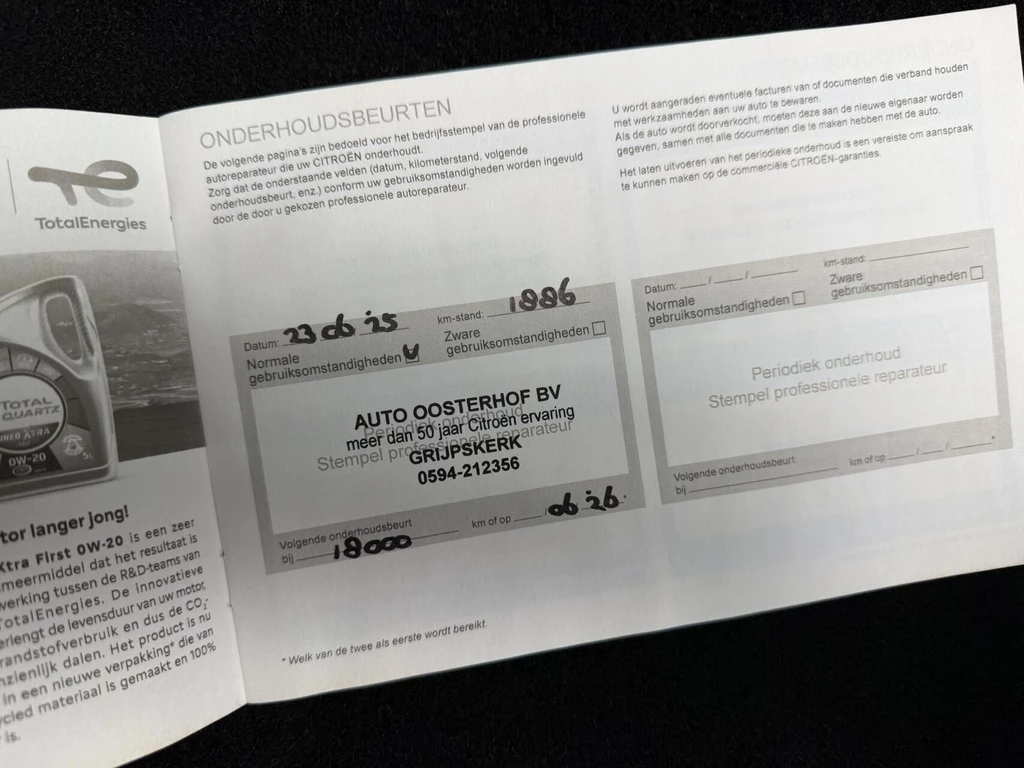 TotalEnergies
TOTAL
QUARTZ
INEO XTRA
0W-20
5L
tor langer jong!
Xtra First 0W-20 is een zeer
meermiddel dat het resultaat is
werking tussen de R&D-teams van
TotalEnergies. De innovatieve
erlengt de levensduur van uw motor,
randstofverbruik en dus de CO2-
nzienlijk dalen. Het product is nu
in een nieuwe verpakking* die van
ycled materiaal is gemaakt en 100%
is.
ONDERHOUDSBEURTEN
De volgende pagina's zijn bedoeld voor het bedrijfsstempel van de professionele
autoreparateur die uw CITROËN onderhoudt.
Zorg dat de onderstaande velden (datum, kilometerstand, volgende
onderhoudsbeurt, enz.) conform uw gebruiksomstandigheden worden ingevuld
door de door u gekozen professionele autoreparateur.
Datum: 23 06 '25 km-stand: 1886
Normale
gebruiksomstandigheden
Zware
gebruiksomstandigheden
AUTO OOSTERHOF BV
Periodiek onderhoud
meer dan 50 jaar Citroën ervaring
Stempel professionele reparateur
GRIJPSKERK
0594-212356
Volgende onderhoudsbeurt
bij 18000 km of op 06 '26
* Welk van de twee als eerste wordt bereikt.
U wordt aangeraden eventuele facturen van of documenten die verband houden
met werkzaamheden aan uw auto te bewaren.
Als de auto wordt doorverkocht, moeten deze aan de nieuwe eigenaar worden
gegeven, samen met alle documenten die te maken hebben met de auto.
Het laten uitvoeren van het periodieke onderhoud is een vereiste om aanspraak
te kunnen maken op de commerciële CITROËN-garanties.
Datum: / / km-stand:
Normale
gebruiksomstandigheden
Zware
gebruiksomstandigheden
Periodiek onderhoud
Stempel professionele reparateur
Volgende onderhoudsbeurt
bij km of op / / *